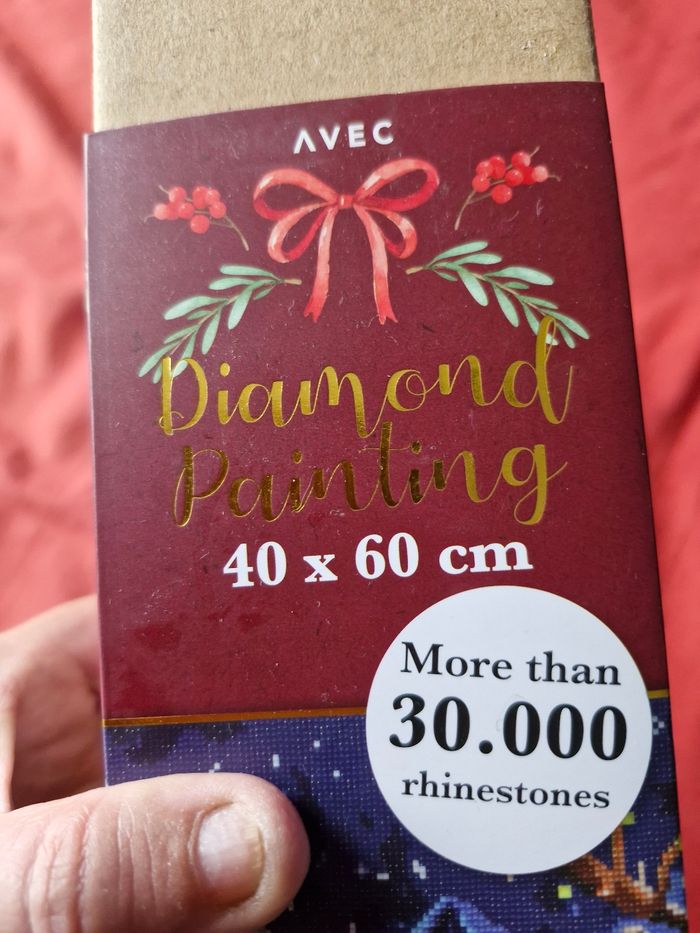 AVEC
Diamond
Painting
40 x 60 cm
More than
30.000
rhinestones